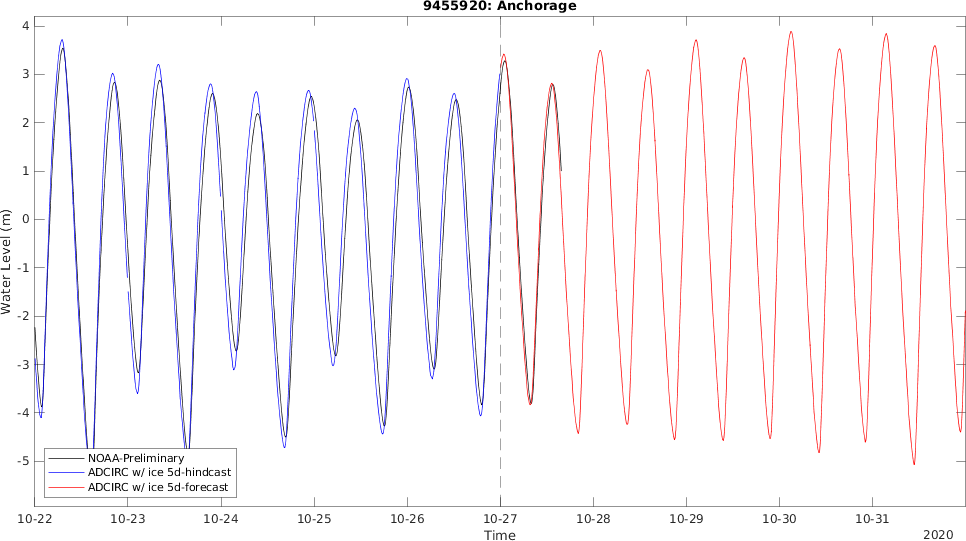 9455920: Anchorage
4
3
2
1
0
-1
-2
-3
-4
-5
Water Level (m)
NOAA-Preliminary
ADCIRC w/ ice 5d-hindcast
ADCIRC w/ ice 5d-forecast
10-22 10-23 10-24 10-25 10-26 10-27 10-28 10-29 10-30 10-31
Time
2020